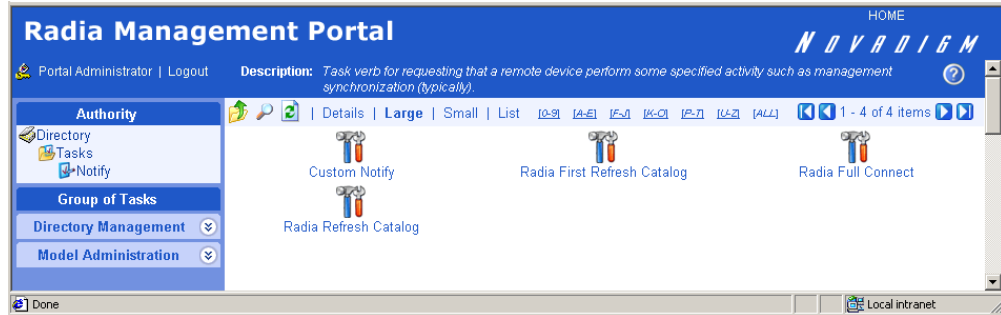 Radia Management Portal
HOME
NOVADIGM
Portal Administrator | Logout
Description: Task verb for requesting that a remote device perform some specified activity such as management
synchronization (typically).
Authority
| Details | Large | Small | List [0-9] [A-E] [F-J] [K-O] [P-T] [U-Z] [ALL] 1 - 4 of 4 items
Directory
Tasks
Notify
Custom Notify
Radia First Refresh Catalog
Radia Full Connect
Group of Tasks
Directory Management
Radia Refresh Catalog
Model Administration
Done
Local intranet